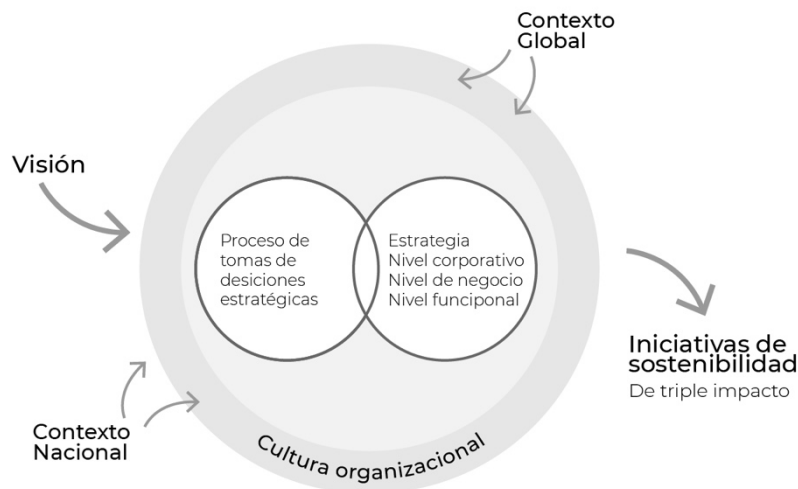 Contexto
Global
Visión
Proceso de
tomas de
desiciones
estratégicas
Estrategia
Nivel corporativo
Nivel de negocio
Nivel funciponal
Iniciativas de
sostenibilidad
De triple impacto
Contexto
Nacional
Cultura organizacional